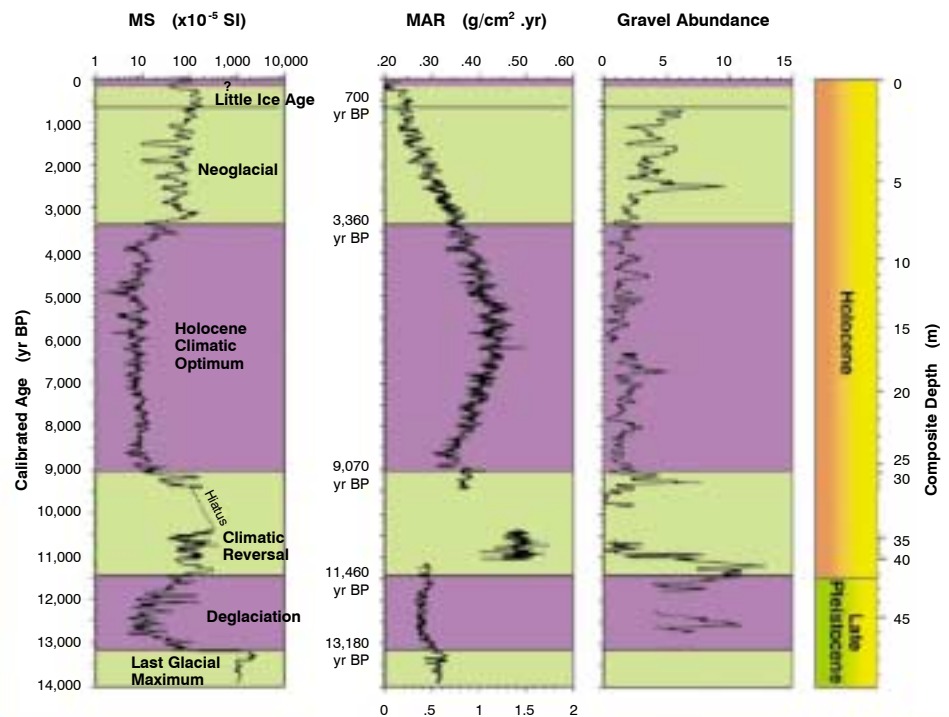 MS (x10-5 SI)
MAR (g/cm2 .yr)
Gravel Abundance
1 10 100 1,000 10,000
.20 .30 .40 .50 .60
0 5 10 15
Calibrated Age (yr BP)
0
1,000
2,000
3,000
4,000
5,000
6,000
7,000
8,000
9,000
10,000
11,000
12,000
13,000
14,000
?
Little Ice Age
Neoglacial
Holocene
Climatic
Optimum
Hiatus
Climatic
Reversal
Deglaciation
Last Glacial
Maximum
700
yr BP
3,360
yr BP
9,070
yr BP
11,460
yr BP
13,180
yr BP
0 .5 1 1.5 2
Holocene
Late
Pleistocene
0
5
10
15
20
25
30
35
40
45
Composite Depth (m)